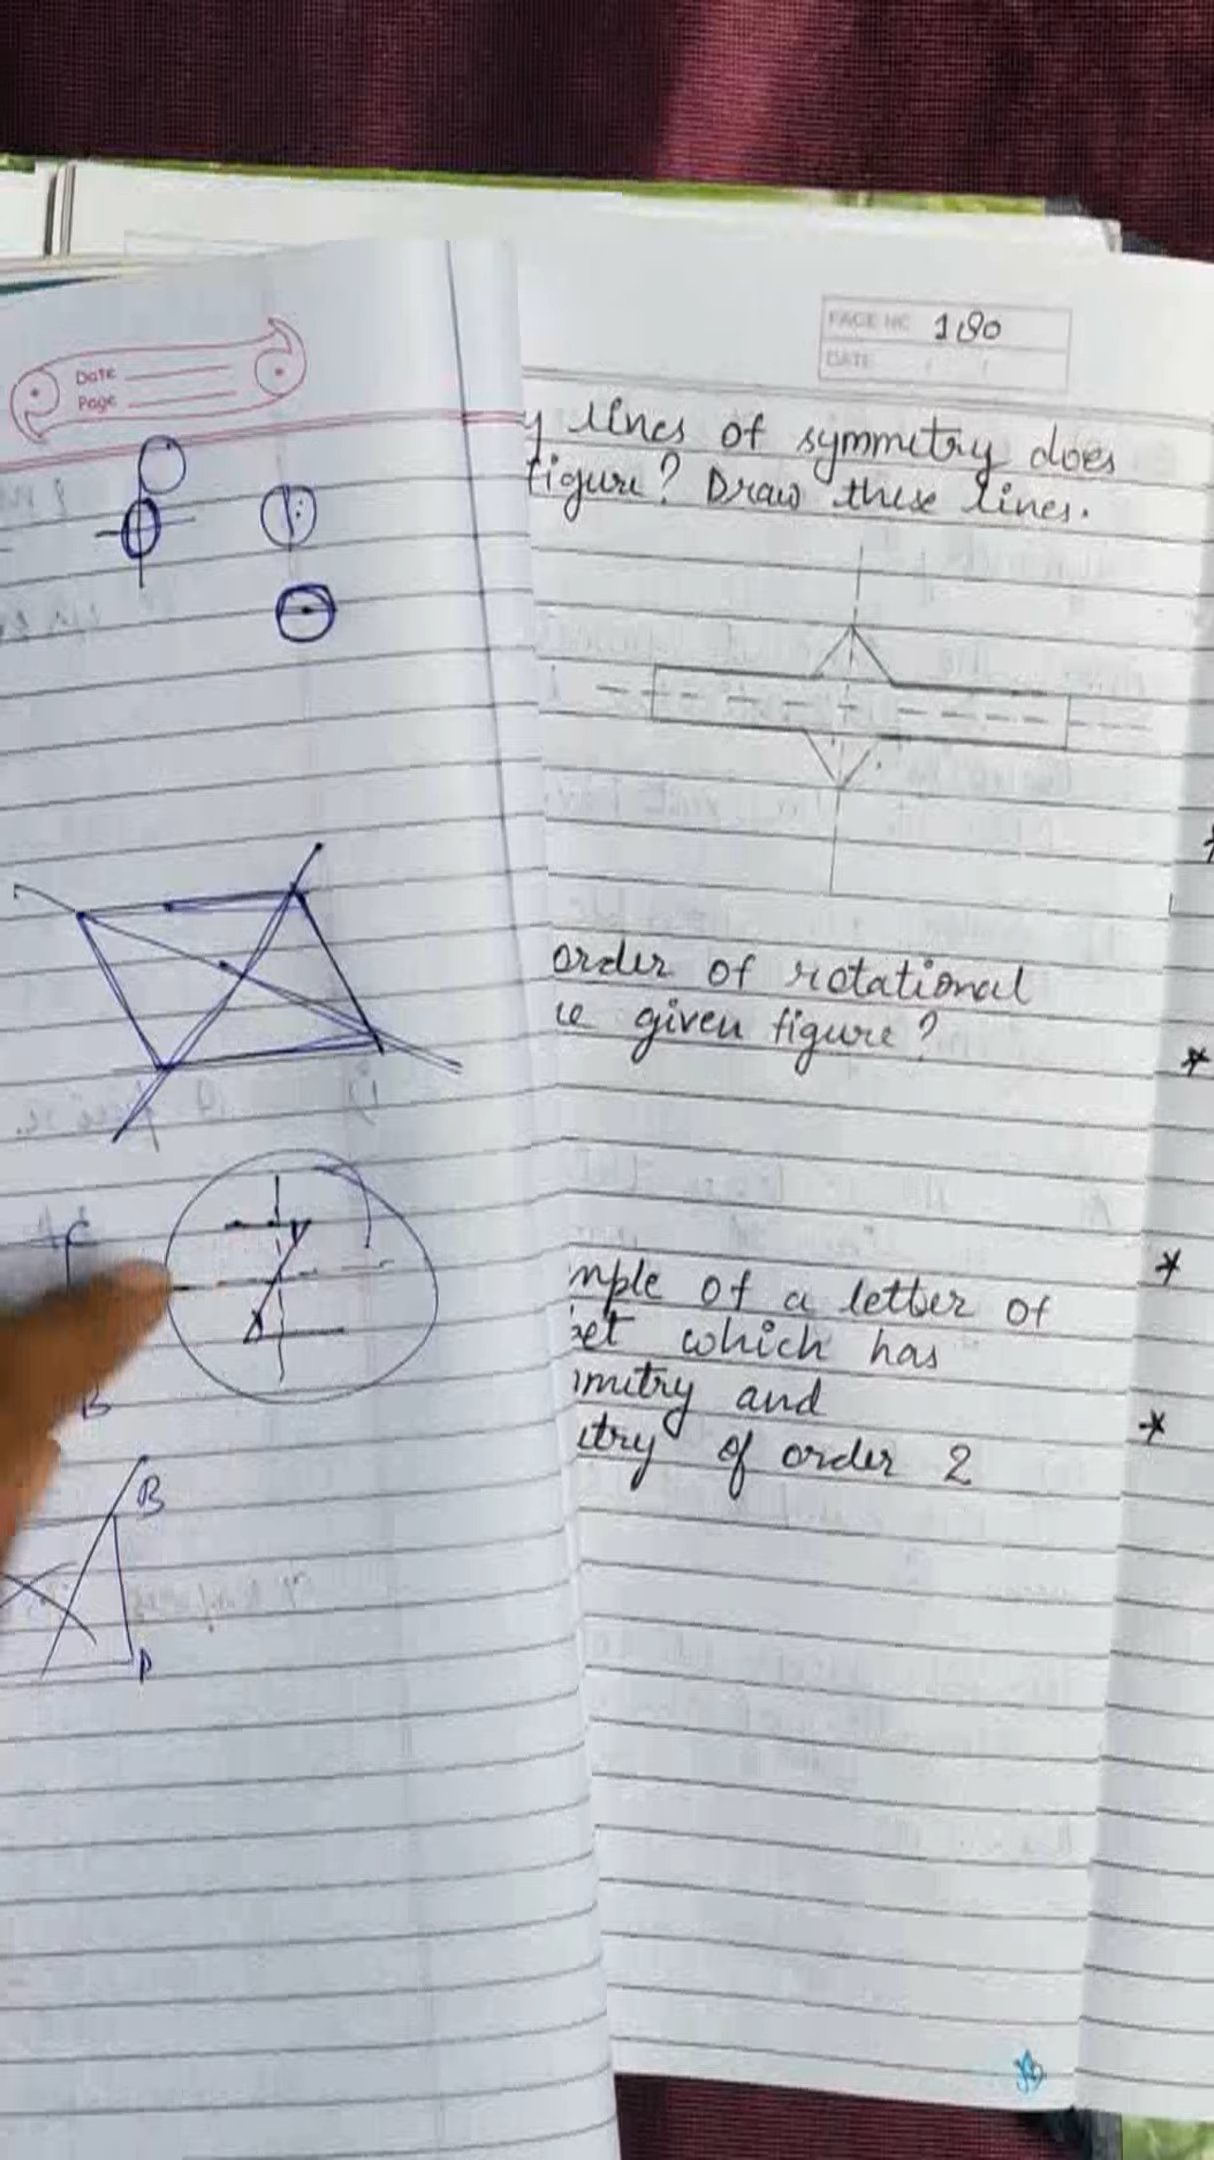 Date
Page
B
B
PAGE NO. 180
DATE
y lines of symmetry does
figure? Draw these lines.
order of rotational
given figure?
mple of a letter of
which has
mmetry and
etry of order 2